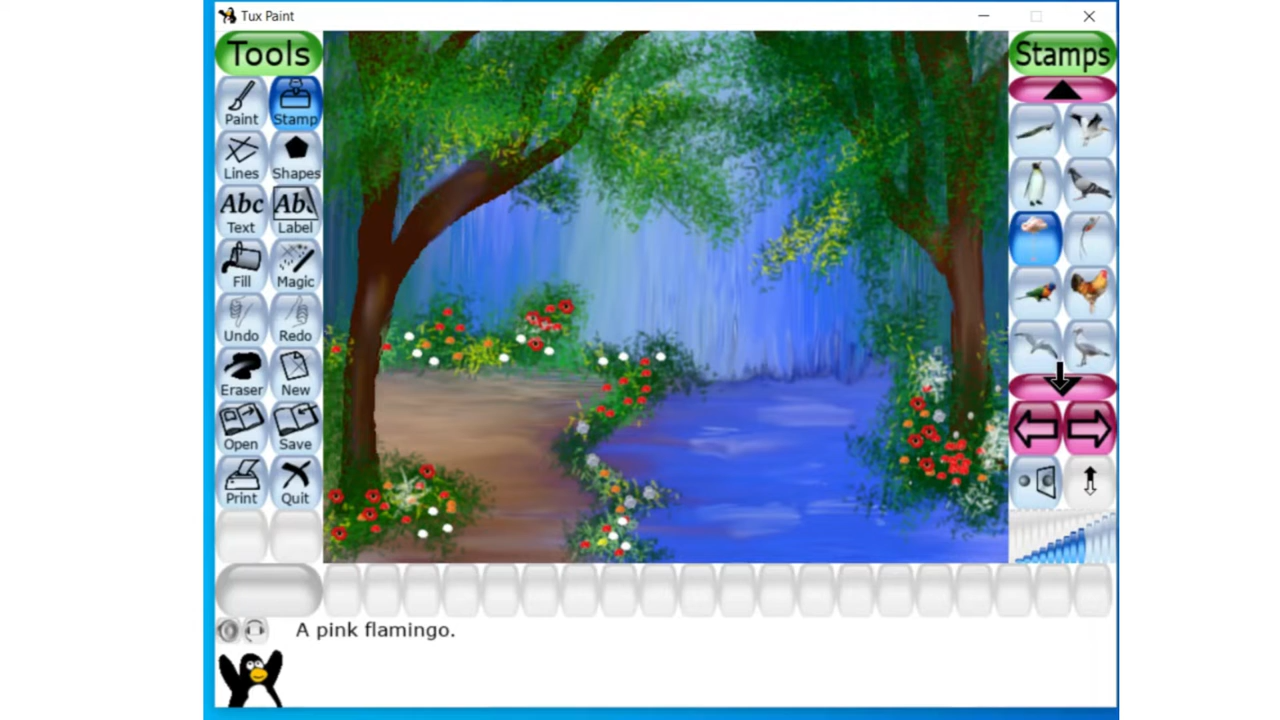 Tux Paint
Tools
Stamps
Paint
Stamp
Lines
Shapes
Abc
Text
Abc
Label
Fill
Magic
Undo
Redo
Eraser
New
Open
Save
Print
Quit
A pink flamingo.